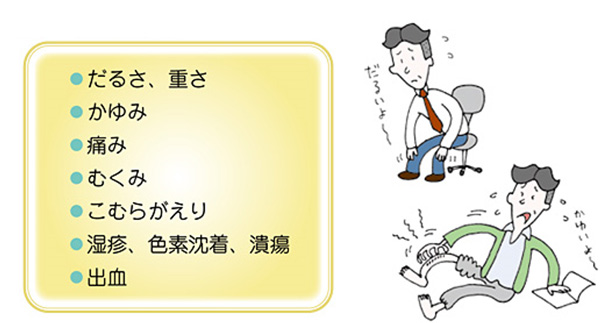 ●だるさ、重さ
●かゆみ
●痛み
●むくみ
●こむらがえり
●湿疹、色素沈着、潰瘍
●出血
だるいよ〜
かゆいよ〜